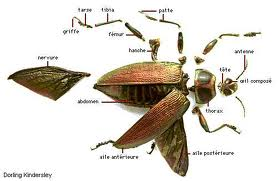 tarse
tibia
patte
griffe
fémur
antenne
hanche
nervure
tête
œil composé
abdomen
thorax
aile antérieure
aile postérieure
Dorling Kindersley